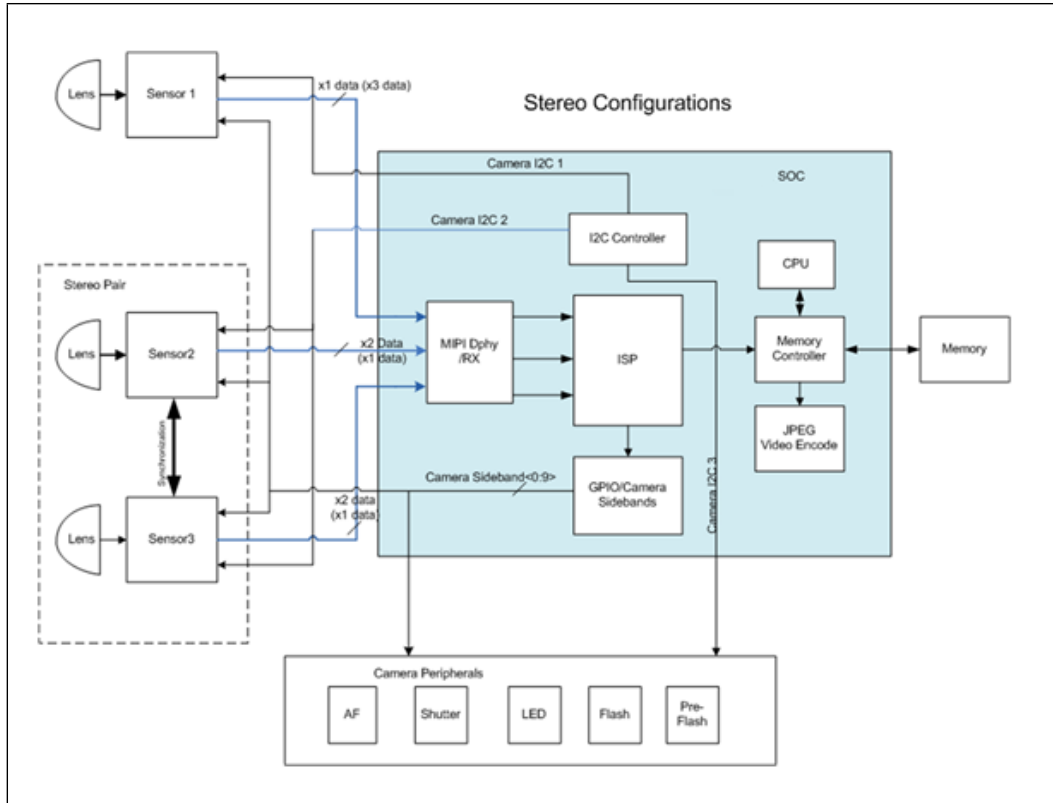 Stereo Configurations
Lens
Sensor 1
x1 data (x3 data)
SOC
Camera I2C 1
Camera I2C 2
I2C Controller
CPU
Stereo Pair
Lens
Sensor2
x2 Data
(x1 data)
MIPI Dphy
/RX
ISP
Memory
Controller
Memory
JPEG
Video Encode
Synchronization
Camera Sideband<0:9>
GPIO/Camera
Sidebands
Camera I2C 3
x2 data
(x1 data)
Lens
Sensor3
Camera Peripherals
AF
Shutter
LED
Flash
Pre-
Flash